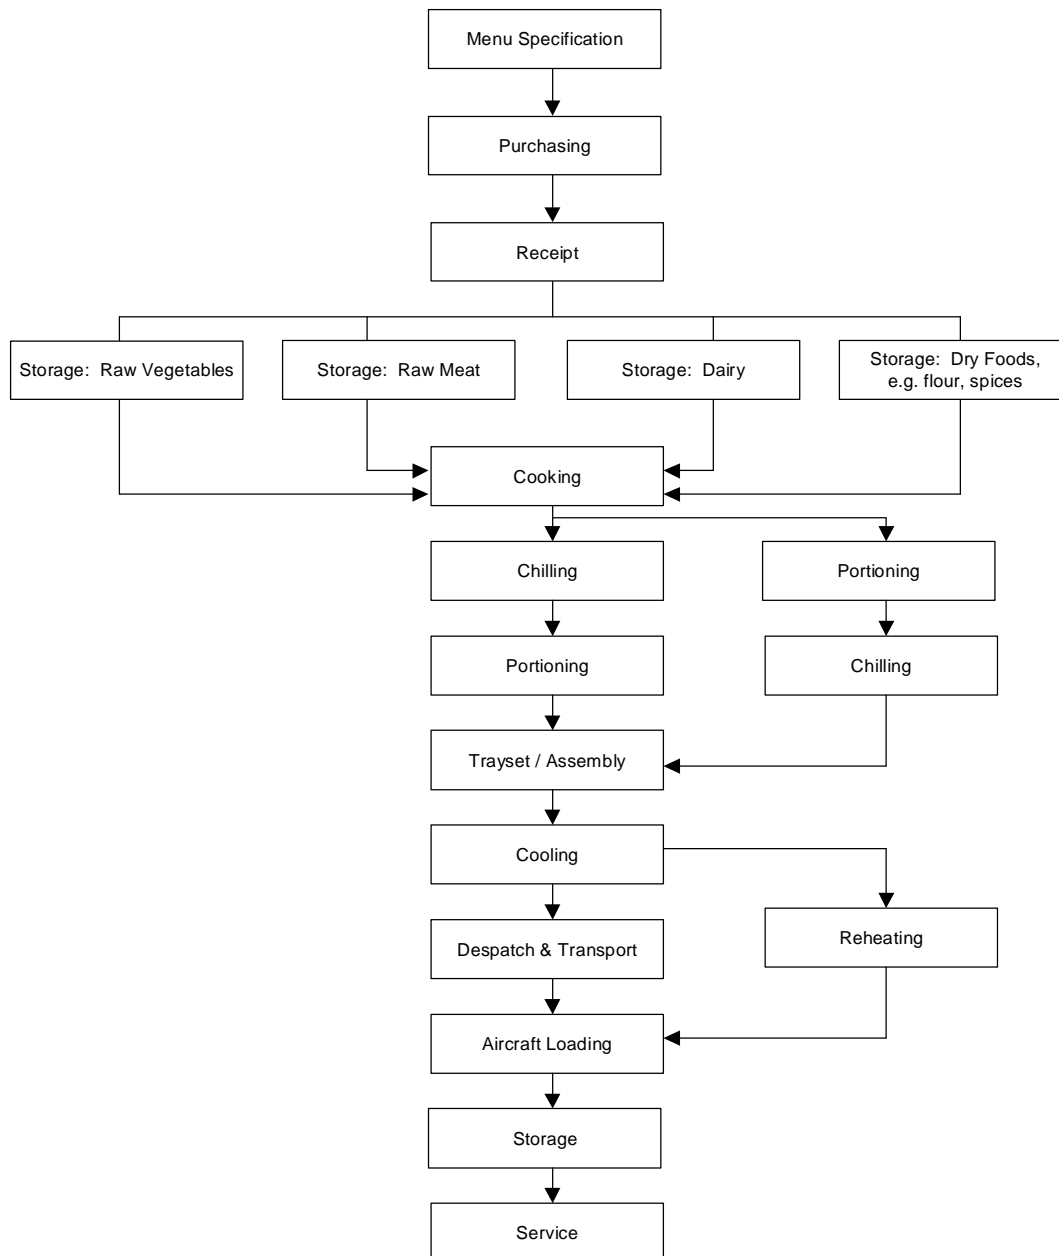 Menu Specification
Purchasing
Receipt
Storage:  Raw Vegetables
Storage:  Raw Meat
Storage:  Dairy
Storage:  Dry Foods,
e.g. flour, spices
Cooking
Chilling
Portioning
Portioning
Chilling
Trayset / Assembly
Cooling
Despatch & Transport
Reheating
Aircraft Loading
Storage
Service